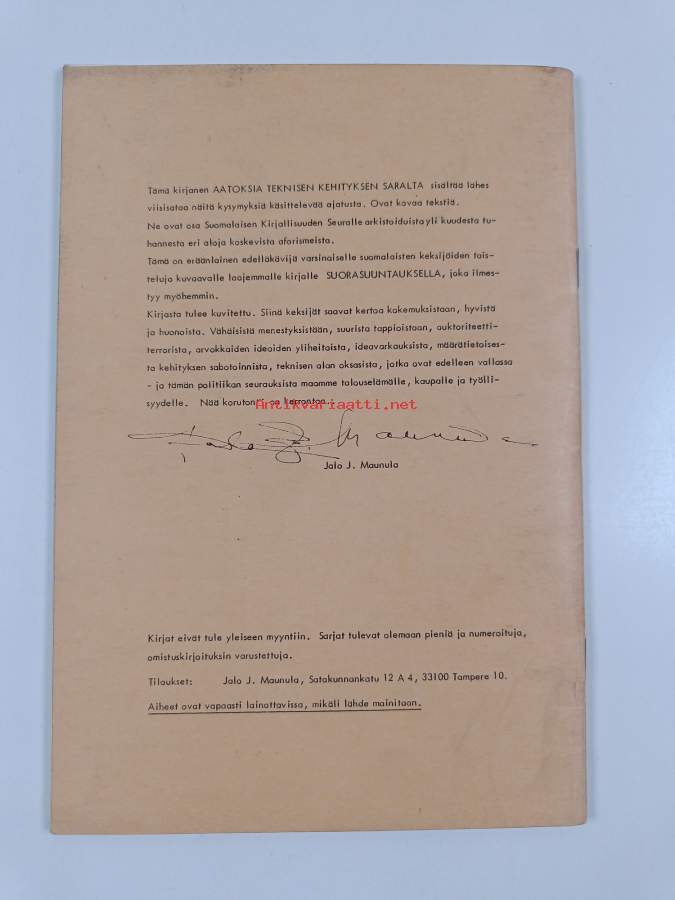 Tämä kirjanen AATOKSIA TEKNISEN KEHITYKSEN SARALTA sisältää lähes
viisisataa näitä kysymyksiä käsittelevää ajatusta. Ovat kovaa tekstiä.
Ne ovat osa Suomalaisen Kirjallisuuden Seuralle arkistoiduista yli kuudesta tu-
hannesta eri aloja koskevista aforismeista.
Tämä on eräänlainen edelläkävijä varsinaiselle suomalaisten keksijöiden tais-
teluja kuvaavalle laajemmalle kirjalle SUORASUUNTAUKSELLA, joka ilmes-
tyy myöhemmin.
Kirjasta tulee kuvitettu. Siinä keksijät saavat kertoa kokemuksistaan, hyvistä
ja huonoista. Vähäisistä menestyksistään, suurista tappioistaan, auktoriteetti-
terrorista, arvokkaiden ideoiden yliheitoista, ideavarkauksista, määrätietoises-
ta kehityksen sabotoinnista, teknisen alan oksasista, jotka ovat edelleen vallassa
- ja tämän politiikan seurauksista maamme talouselämälle, kaupalle ja työlli-
syydelle. Nää koruton
Antikvariaatti.net
Jalo J. Maunula
Jalo J. Maunula
Kirjat eivät tule yleiseen myyntiin. Sarjat tulevat olemaan pieniä ja numeroituja,
omistuskirjoituksin varustettuja.
Tilaukset: Jalo J. Maunula, Satakunnankatu 12 A 4, 33100 Tampere 10.
Aiheet ovat vapaasti lainattavissa, mikäli lähde mainitaan.